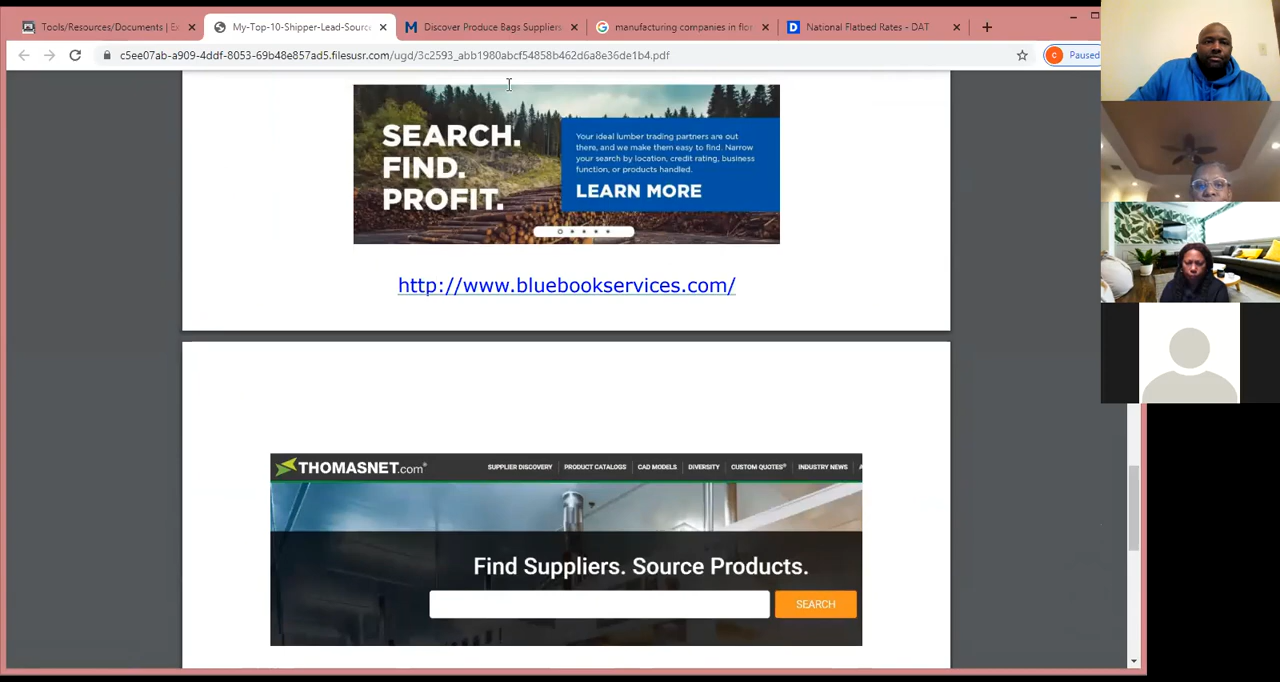 Tools/Resources/Documents | Ex
My-Top-10-Shipper-Lead-Source
Discover Produce Bags Suppliers
manufacturing companies in flor
National Flatbed Rates - DAT
c5ee07ab-a909-4ddf-8053-69b48e857ad5.filesusr.com/ugd/3c2593_abb1980abcf54858b462d6a8e36de1b4.pdf
C Paused
SEARCH.
FIND.
PROFIT.
Your ideal lumber trading partners are out
there, and we make them easy to find. Narrow
your search by location, credit rating, business
function, or products handled.
LEARN MORE
http://www.bluebookservices.com/
THOMASNET.com®
SUPPLIER DISCOVERY
PRODUCT CATALOGS
CAD MODELS
DIVERSITY
CUSTOM QUOTES®
INDUSTRY NEWS
Find Suppliers. Source Products.
SEARCH